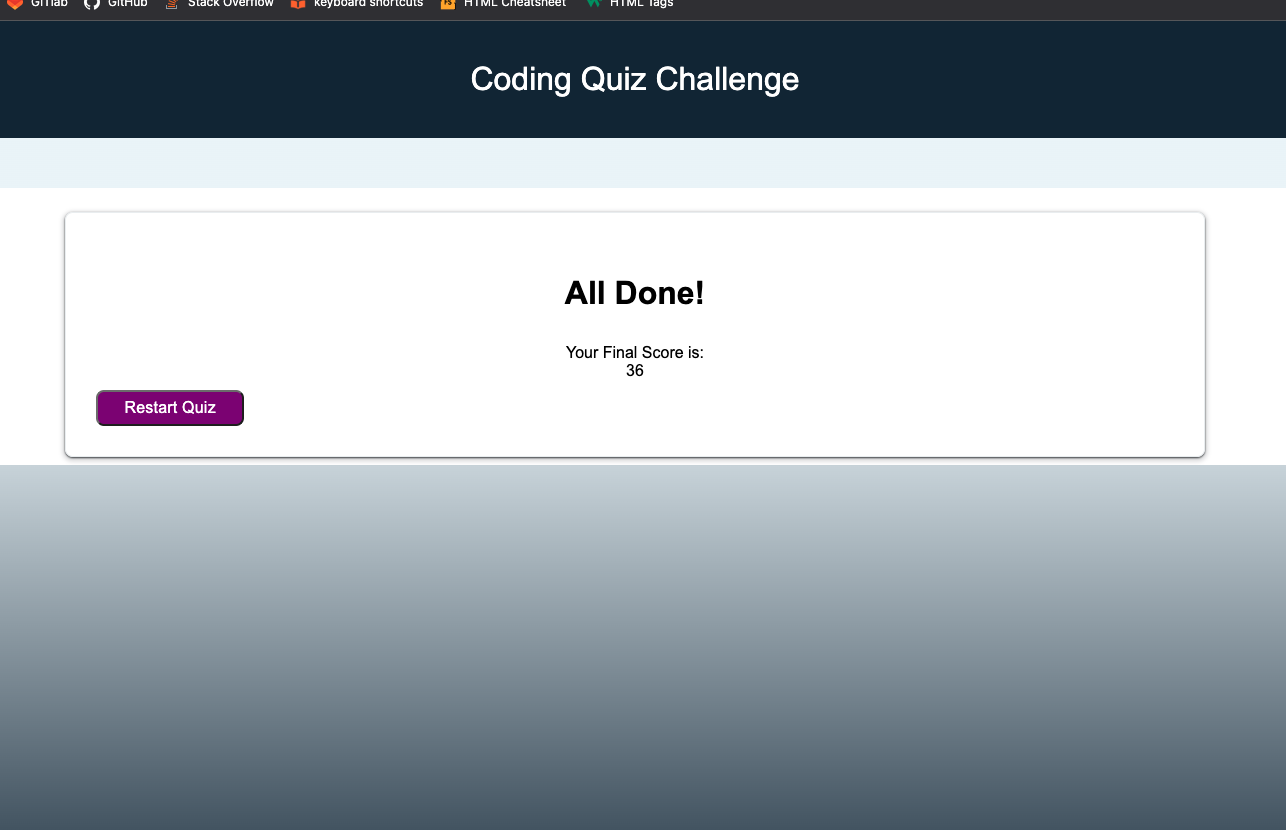 GITlab GitHub Stack Overflow keyboard shortcuts HTML Cheatsheet HTML Tags
Coding Quiz Challenge
All Done!
Your Final Score is:
36
Restart Quiz